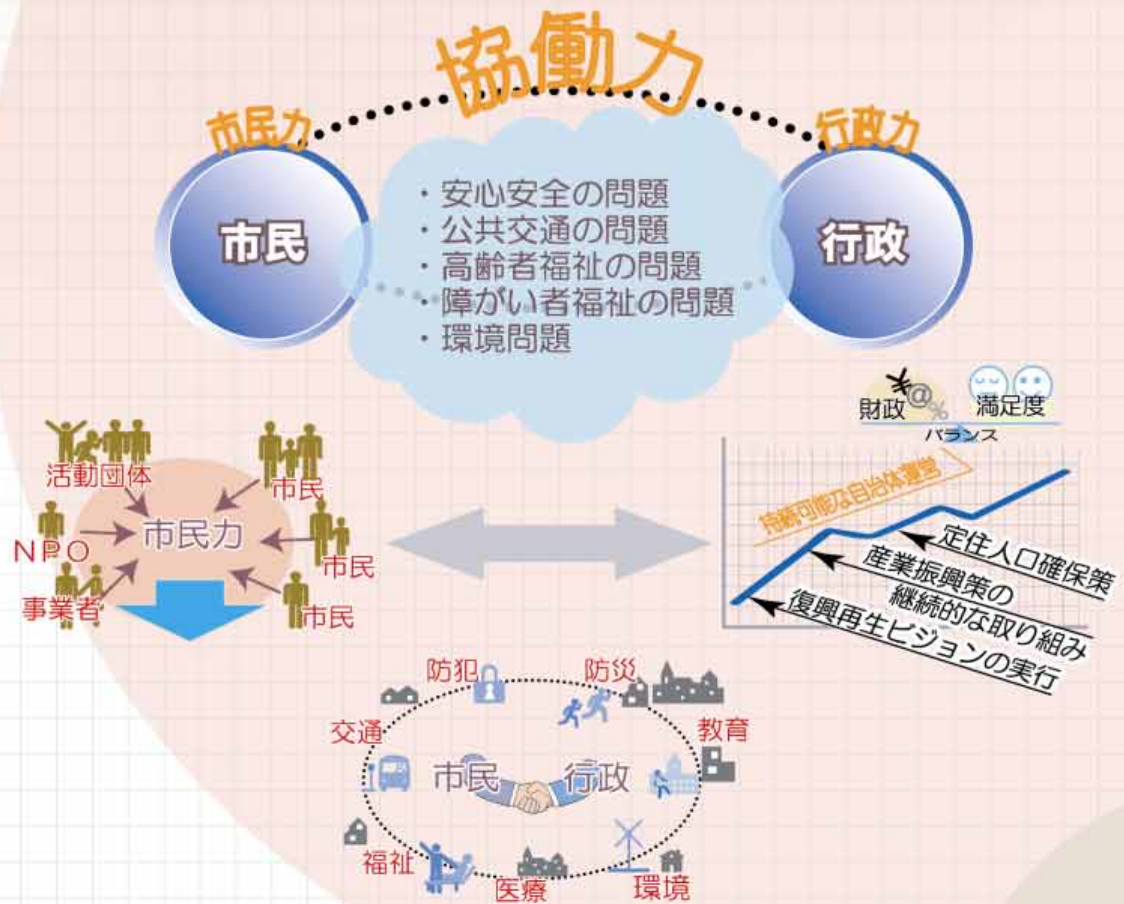 協働力
市民力
行政力
市民
行政
・安心安全の問題
・公共交通の問題
・高齢者福祉の問題
・障がい者福祉の問題
・環境問題
¥@%
財政
満足度
バランス
持続可能な自治体運営
定住人口確保策
産業振興策の
継続的な取り組み
復興再生ビジョンの実行
活動団体
市民
NPO
市民力
市民
事業者
市民
防犯
防災
交通
教育
市民
行政
福祉
医療
環境